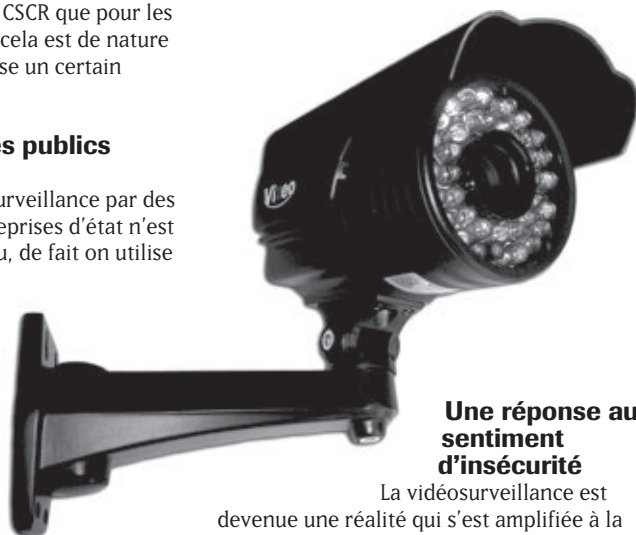 CSCR que pour les
cela est de nature
se un certain
es publics
urveillance par des
eprises d'état n'est
u, de fait on utilise
Une réponse au
sentiment
d'insécurité
La vidéosurveillance est
devenue une réalité qui s'est amplifiée à la